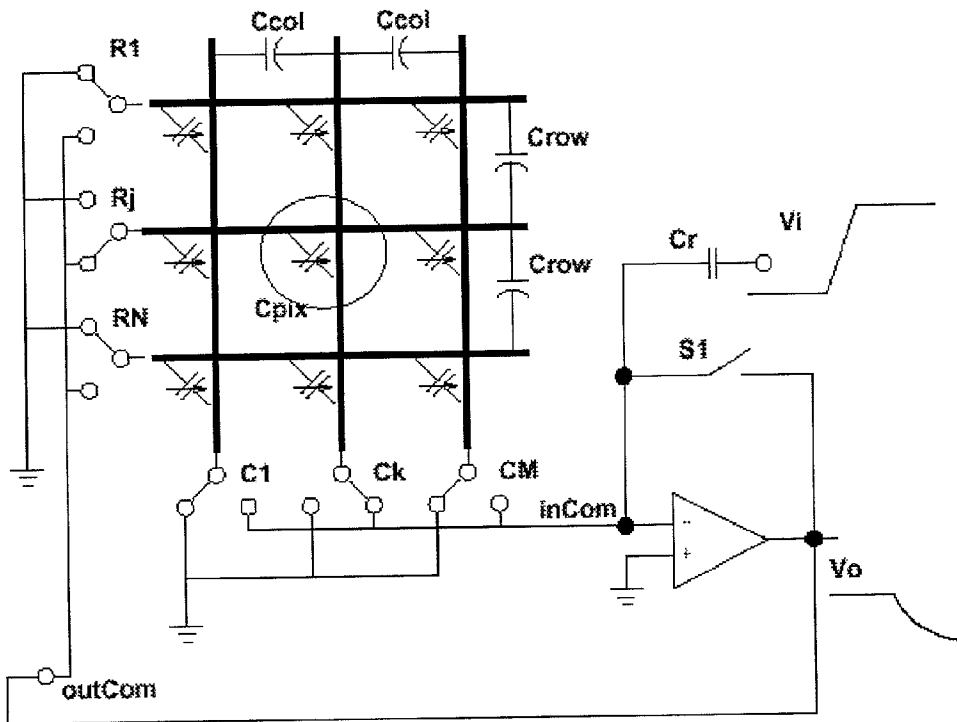 Ccol Ccol
R1
Crow
Rj
Cr Vi
Crow
Cpix
RN
S1
C1 Ck CM
inCom
-
+
Vo
outCom